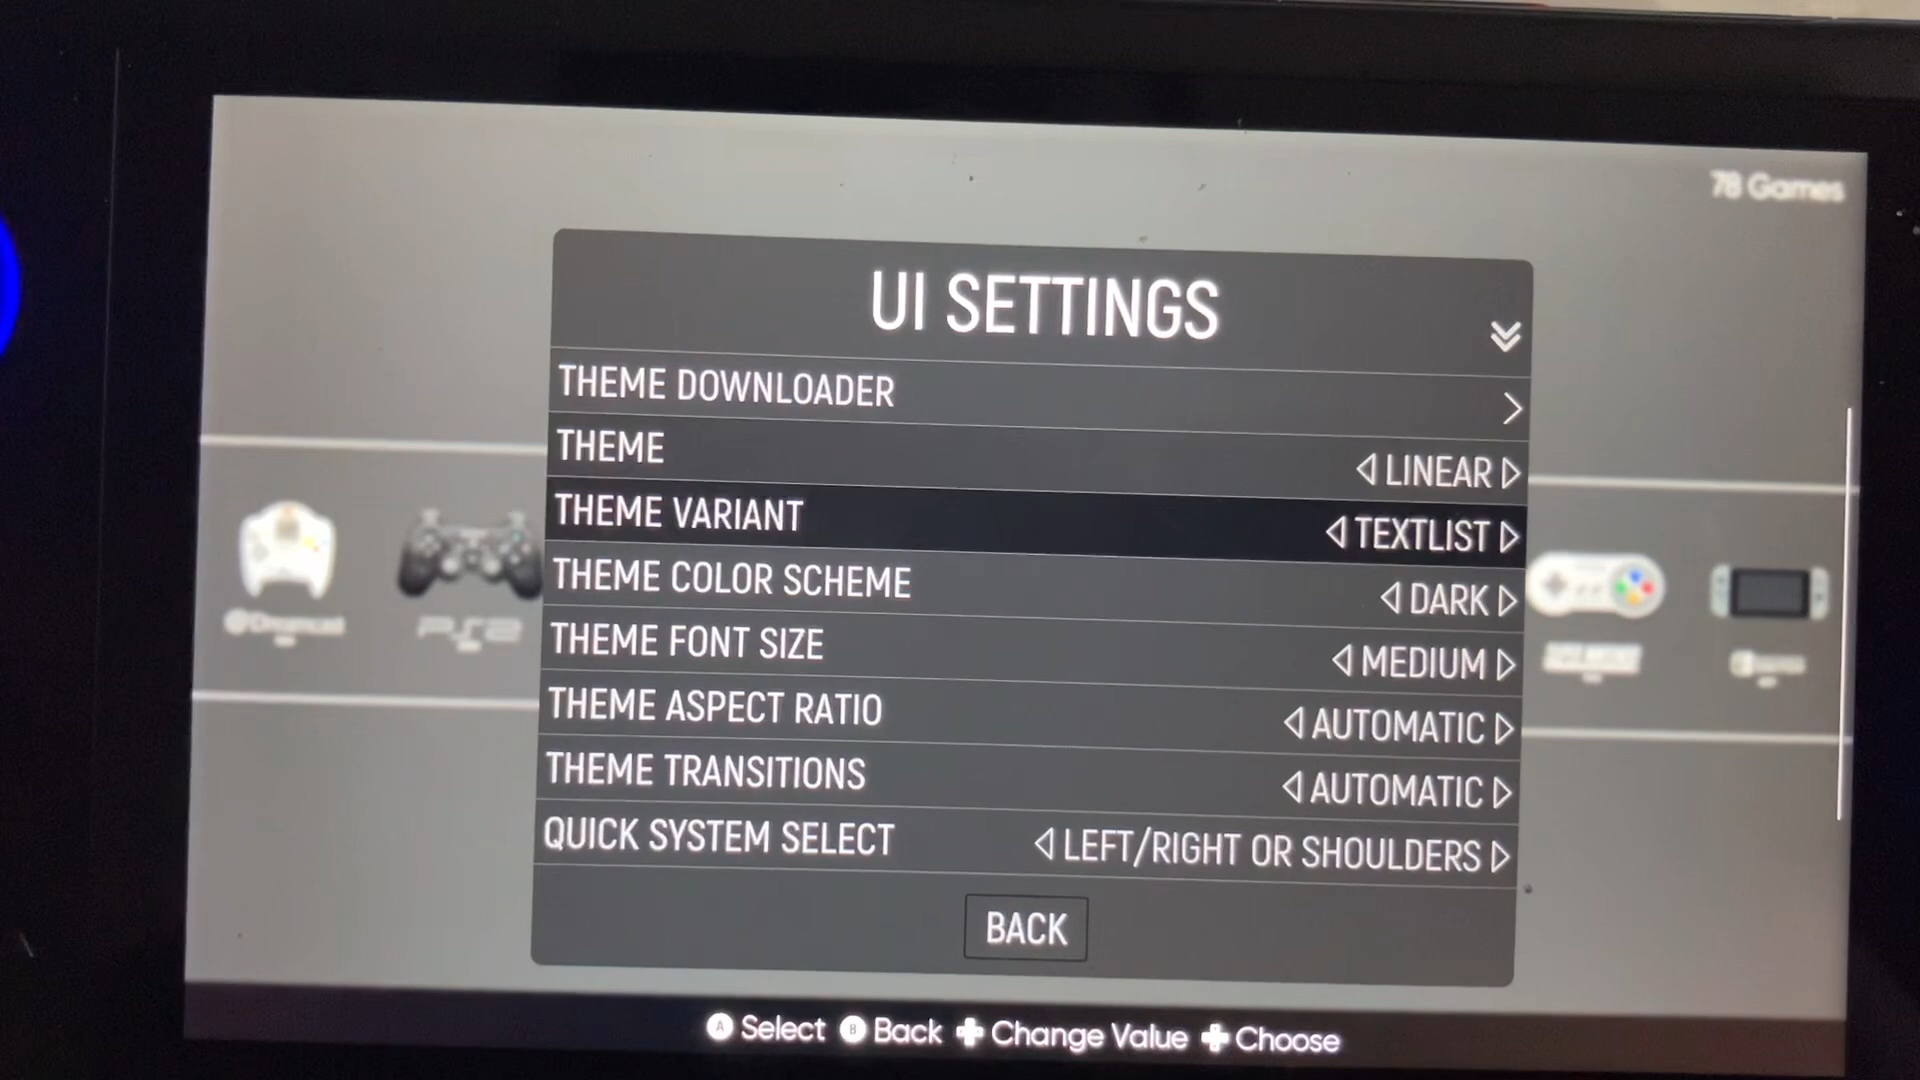 78 Games
UI SETTINGS
THEME DOWNLOADER
THEME LINEAR
THEME VARIANT TEXTLIST
THEME COLOR SCHEME DARK
THEME FONT SIZE MEDIUM
THEME ASPECT RATIO AUTOMATIC
THEME TRANSITIONS AUTOMATIC
QUICK SYSTEM SELECT LEFT/RIGHT OR SHOULDERS
Dreamcast
PS2
BACK
A Select B Back Change Value Choose